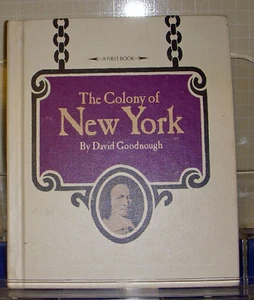 A FIRST BOOK
The Colony of
New York
By David Goodnough